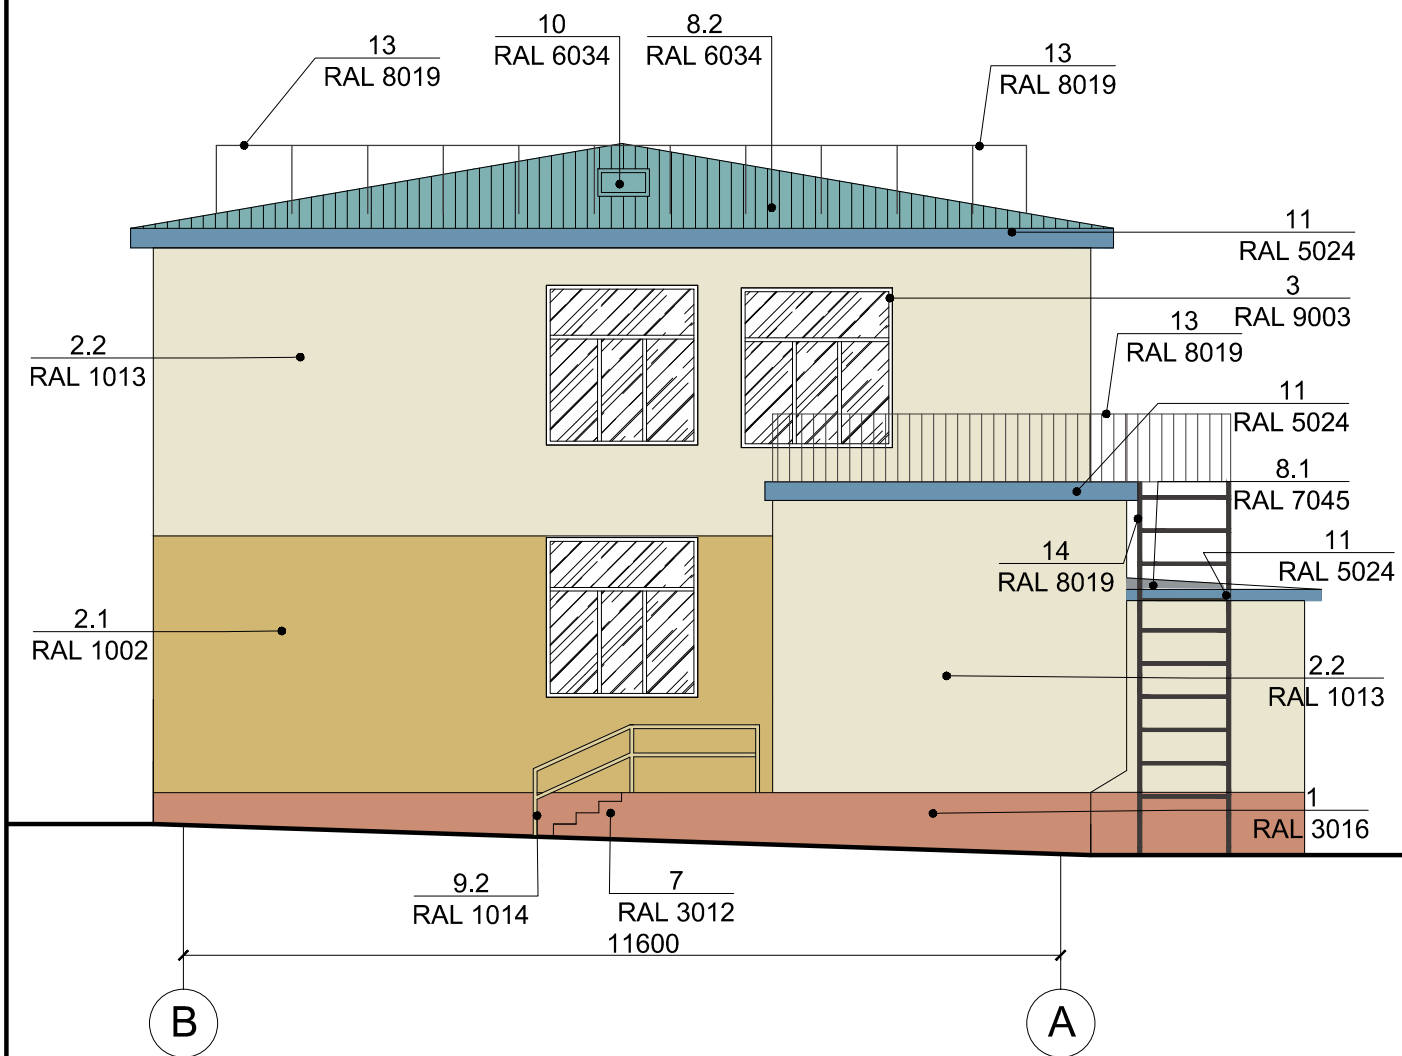 10
RAL 6034
8.2
RAL 6034
13
RAL 8019
13
RAL 8019
11
RAL 5024
3
RAL 9003
13
RAL 8019
2.2
RAL 1013
11
RAL 5024
8.1
RAL 7045
14
RAL 8019
11
RAL 5024
2.1
RAL 1002
2.2
RAL 1013
1
RAL 3016
9.2
RAL 1014
7
RAL 3012
11600
В
А